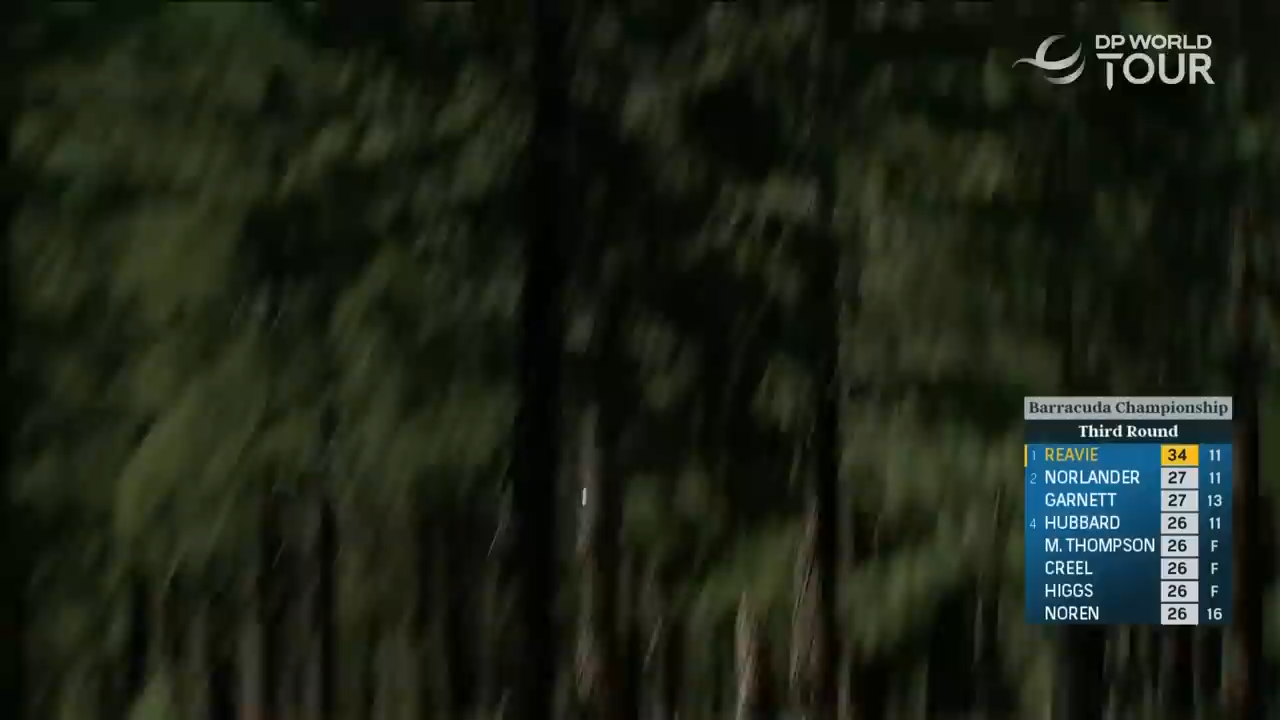 DP WORLD
TOUR
Barracuda Championship
Third Round
1 REAVIE 34 11
2 NORLANDER 27 11
GARNETT 27 13
4 HUBBARD 26 11
M. THOMPSON 26 F
CREEL 26 F
HIGGS 26 F
NOREN 26 16